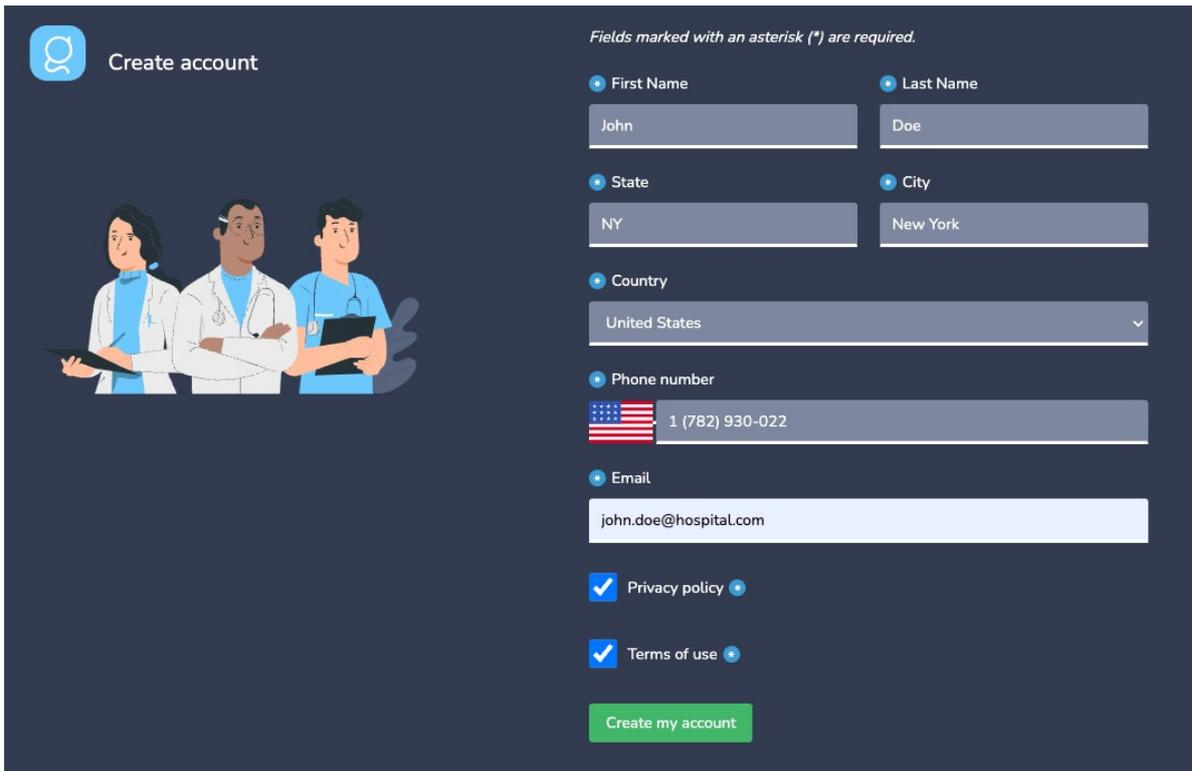 Create account
Fields marked with an asterisk (*) are required.
* First Name
* Last Name
John
Doe
* State
* City
NY
New York
* Country
United States
* Phone number
1 (782) 930-022
* Email
john.doe@hospital.com
Privacy policy *
Terms of use *
Create my account